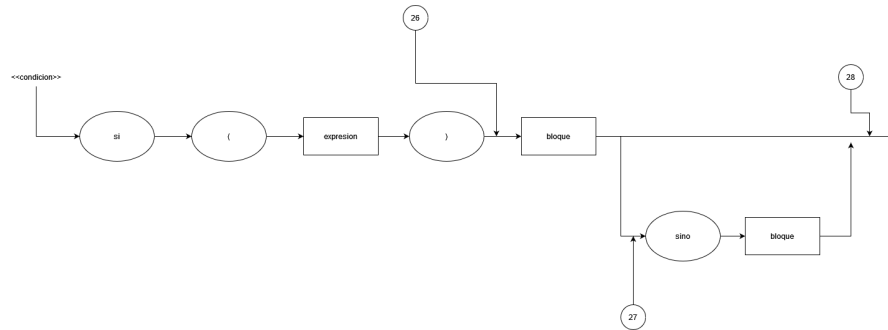 26
<<condicion>>
28
si
(
expresion
)
bloque
sino
bloque
27